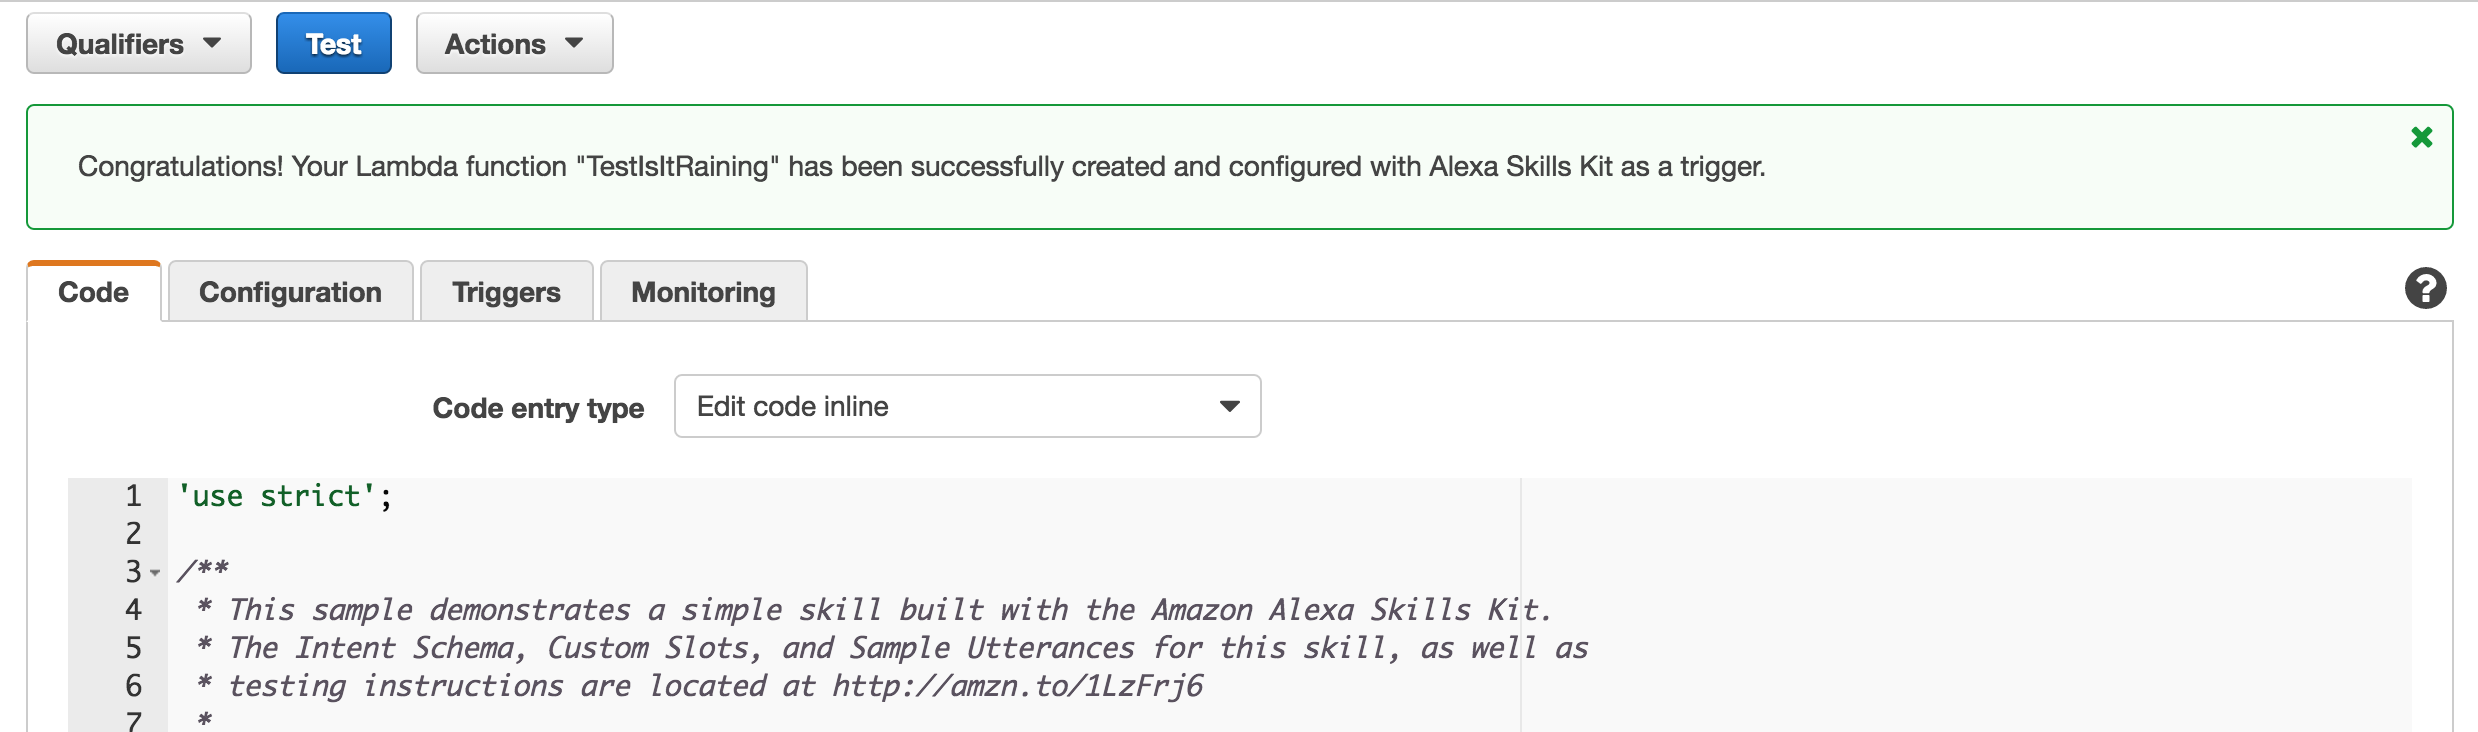 Qualifiers Test Actions
Congratulations! Your Lambda function "TestIsItRaining" has been successfully created and configured with Alexa Skills Kit as a trigger.
Code Configuration Triggers Monitoring ?
Code entry type Edit code inline
1 'use strict';
2
3 /**
4 * This sample demonstrates a simple skill built with the Amazon Alexa Skills Kit.
5 * The Intent Schema, Custom Slots, and Sample Utterances for this skill, as well as
6 * testing instructions are located at http://amzn.to/1LzFrj6
7 *